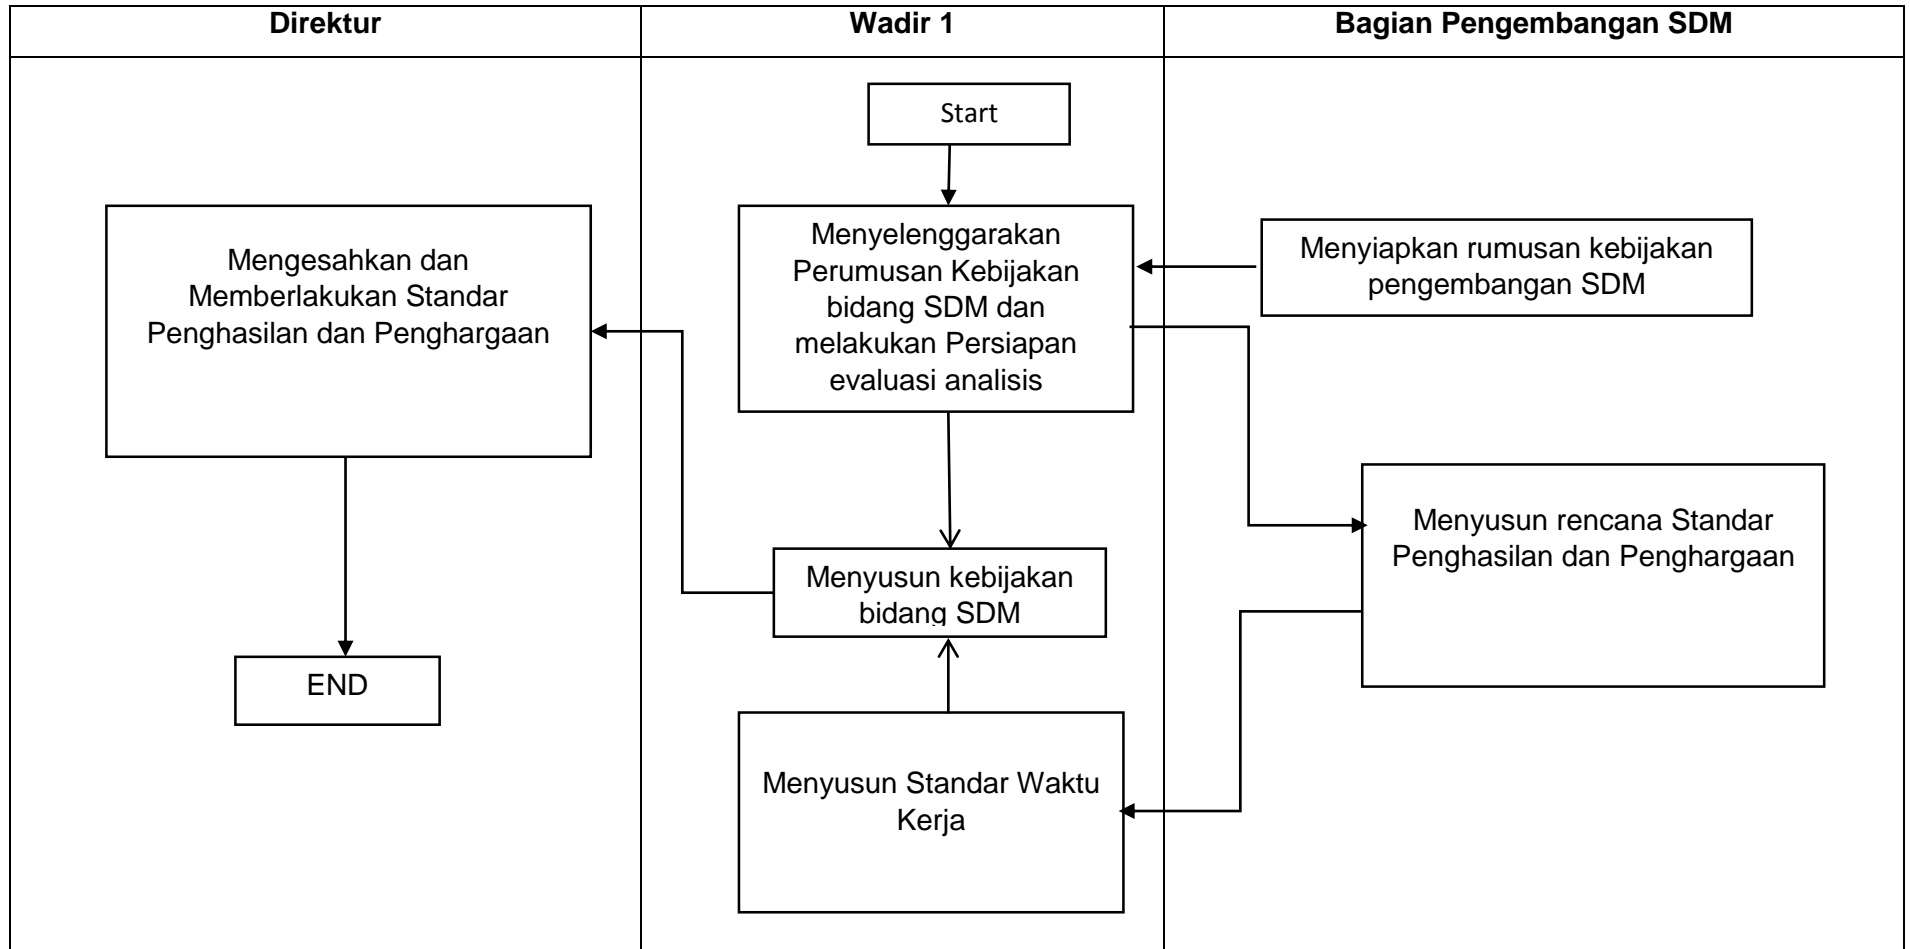 Direktur
Wadir 1
Bagian Pengembangan SDM
Start
Mengesahkan dan
Memberlakukan Standar
Penghasilan dan Penghargaan
Menyelenggarakan
Perumusan Kebijakan
bidang SDM dan
melakukan Persiapan
evaluasi analisis
Menyiapkan rumusan kebijakan
pengembangan SDM
Menyusun rencana Standar
Penghasilan dan Penghargaan
Menyusun kebijakan
bidang SDM
END
Menyusun Standar Waktu
Kerja